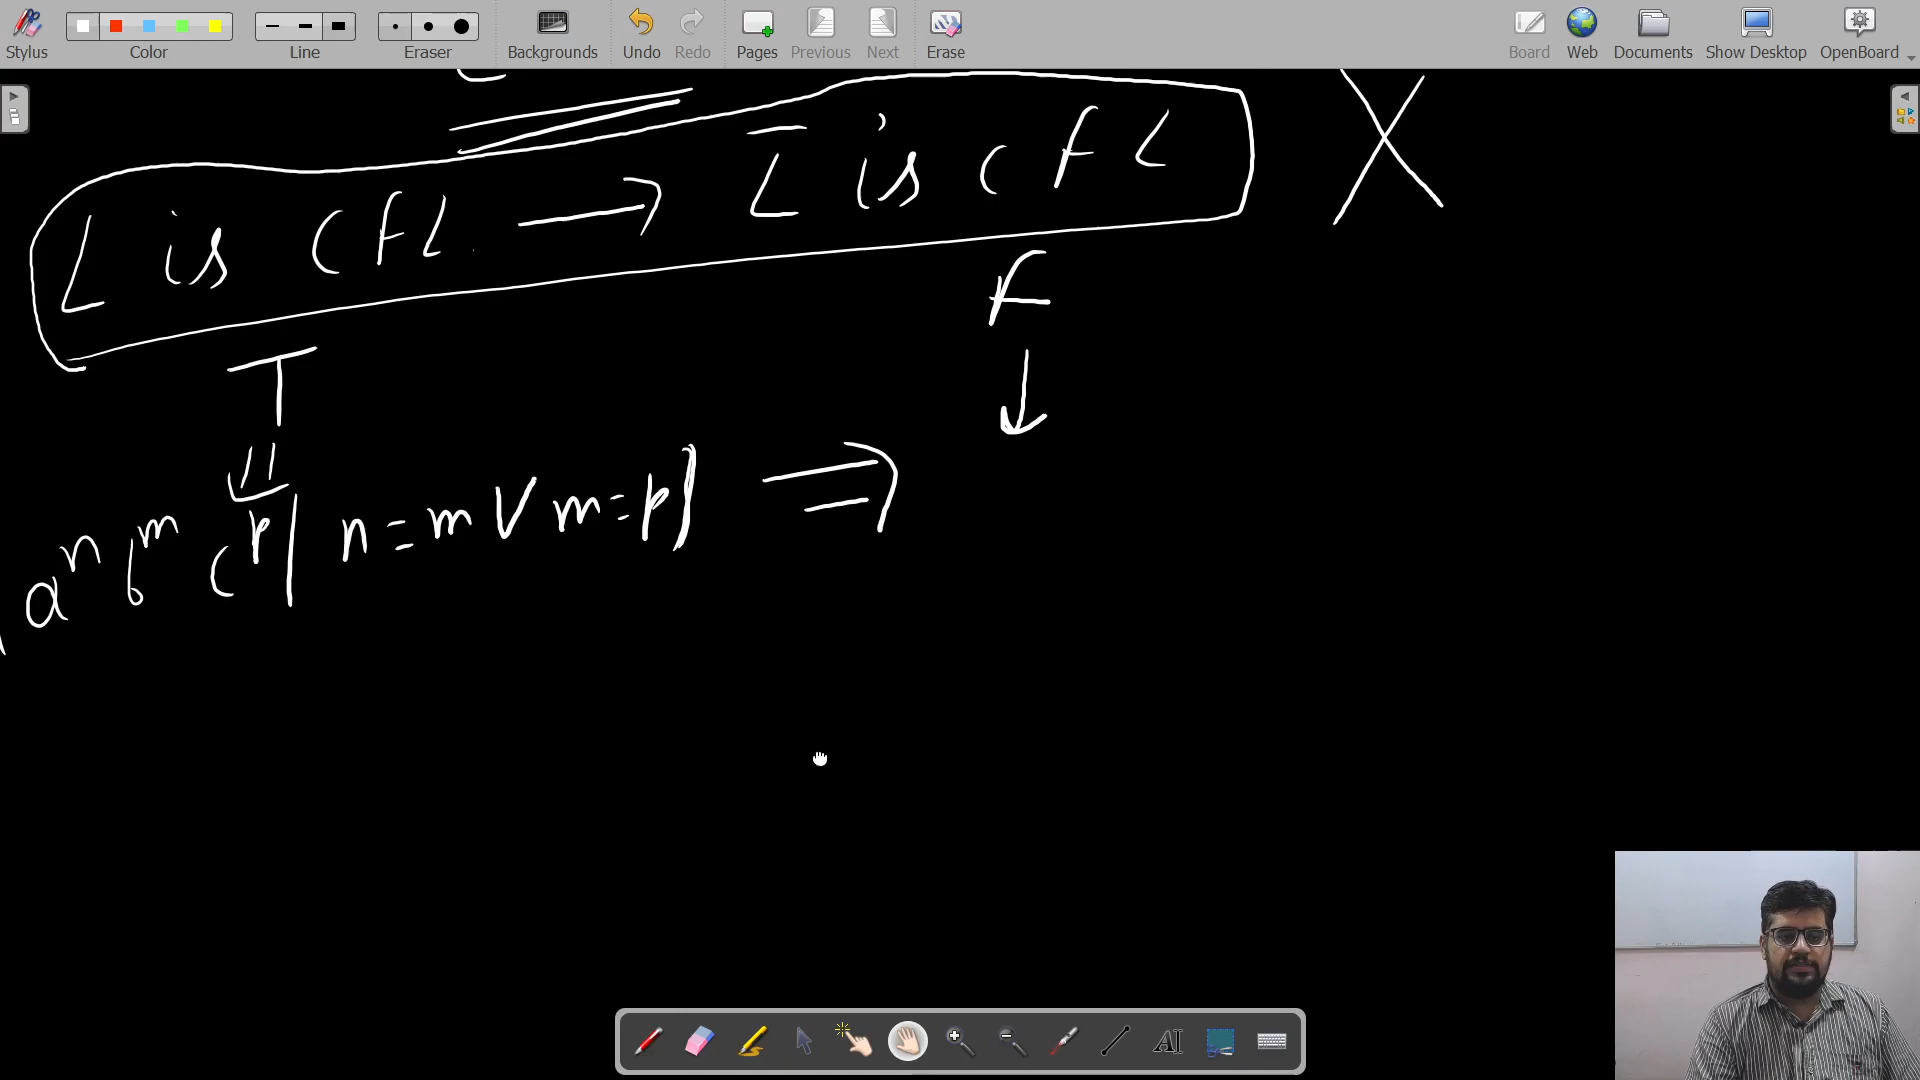 Stylus Color Line Eraser Backgrounds Undo Redo Pages Previous Next Erase Board Web Documents Show Desktop OpenBoard
L is CFL → L̅ is CFL X
T F
↓
a^n b^m c^p | n = m ∨ m = p} ⇒
AI